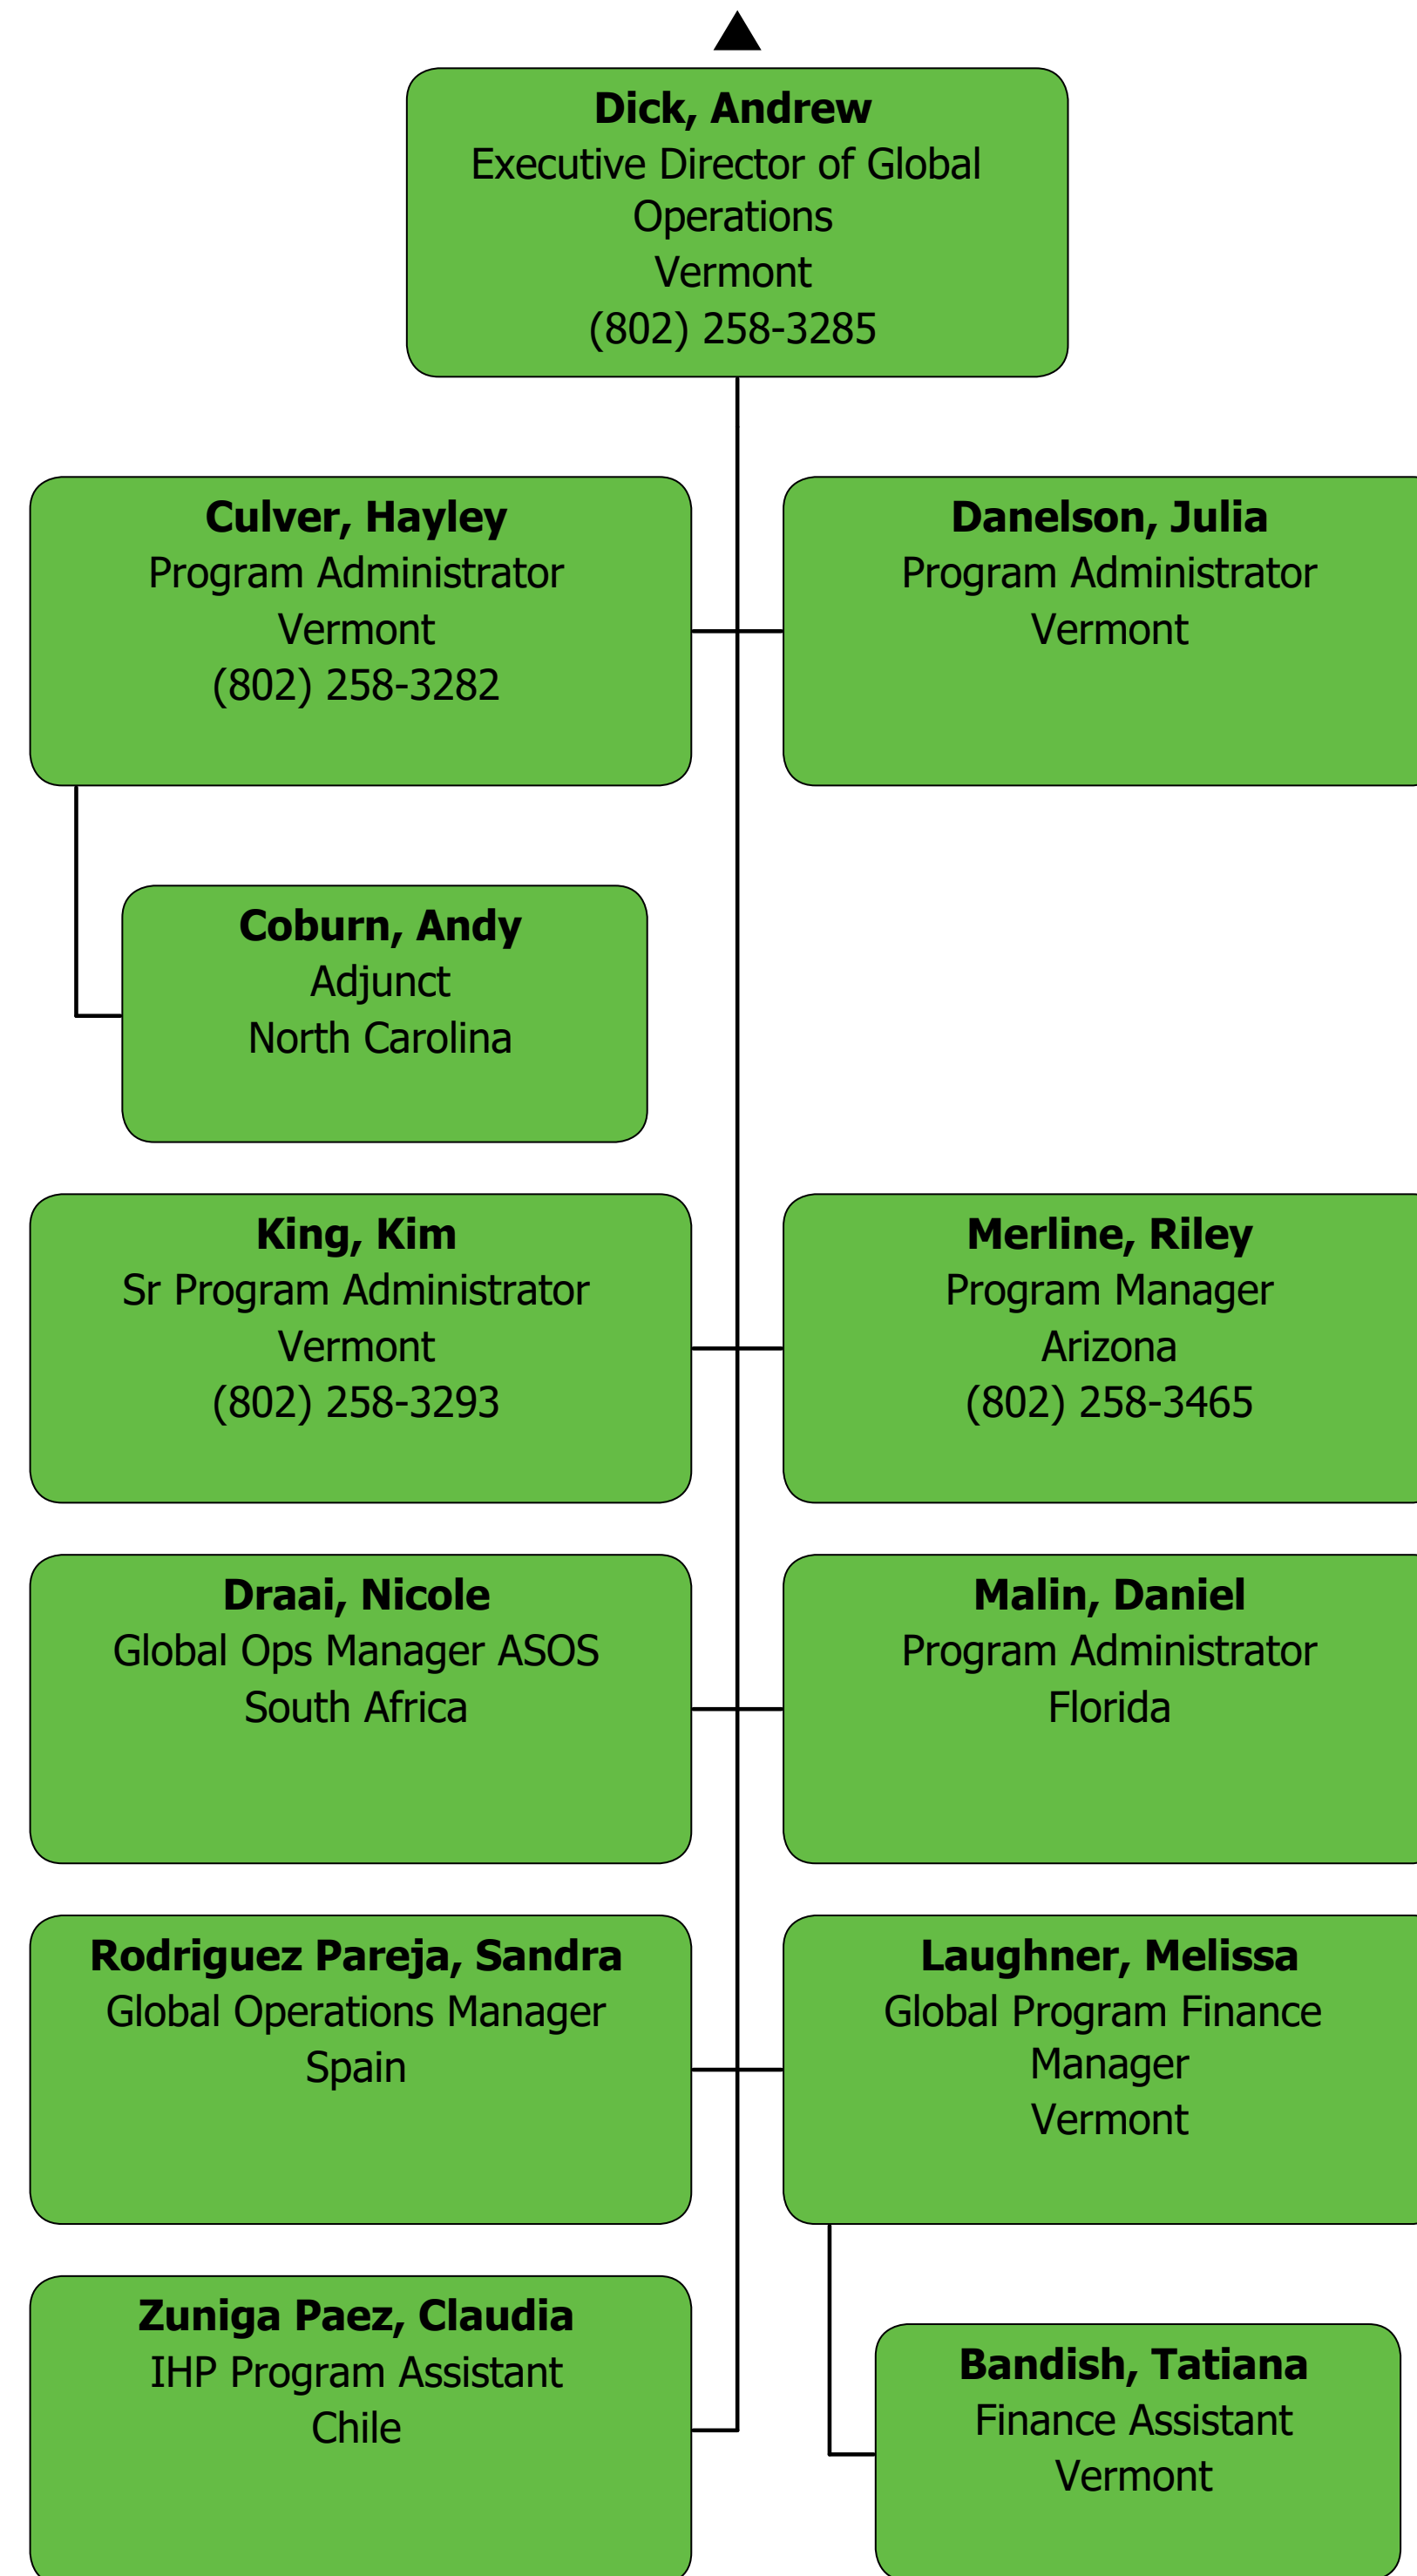 Dick, Andrew
Executive Director of Global
Operations
Vermont
(802) 258-3285
Culver, Hayley
Program Administrator
Vermont
(802) 258-3282
Danelson, Julia
Program Administrator
Vermont
Coburn, Andy
Adjunct
North Carolina
King, Kim
Sr Program Administrator
Vermont
(802) 258-3293
Merline, Riley
Program Manager
Arizona
(802) 258-3465
Draai, Nicole
Global Ops Manager ASOS
South Africa
Malin, Daniel
Program Administrator
Florida
Rodriguez Pareja, Sandra
Global Operations Manager
Spain
Laughner, Melissa
Global Program Finance
Manager
Vermont
Zuniga Paez, Claudia
IHP Program Assistant
Chile
Bandish, Tatiana
Finance Assistant
Vermont